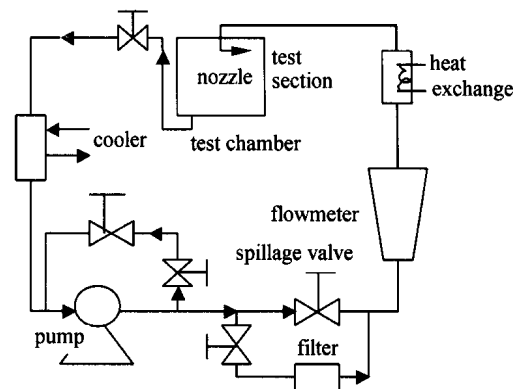 nozzle
test
section
heat
exchange
cooler
test chamber
flowmeter
spillage valve
pump
filter